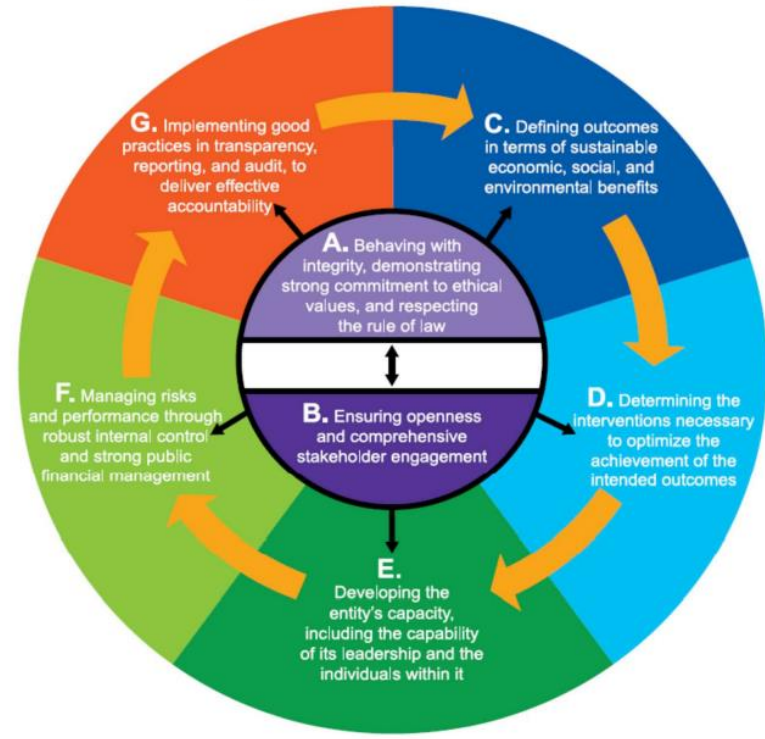 A. Behaving with
integrity, demonstrating
strong commitment to ethical
values, and respecting
the rule of law
B. Ensuring openness
and comprehensive
stakeholder engagement
C. Defining outcomes
in terms of sustainable
economic, social, and
environmental benefits
D. Determining the
interventions necessary
to optimize the
achievement of the
intended outcomes
E.
Developing the
entity's capacity,
including the capability
of its leadership and the
individuals within it
F. Managing risks
and performance through
robust internal control
and strong public
financial management
G. Implementing good
practices in transparency,
reporting, and audit, to
deliver effective
accountability